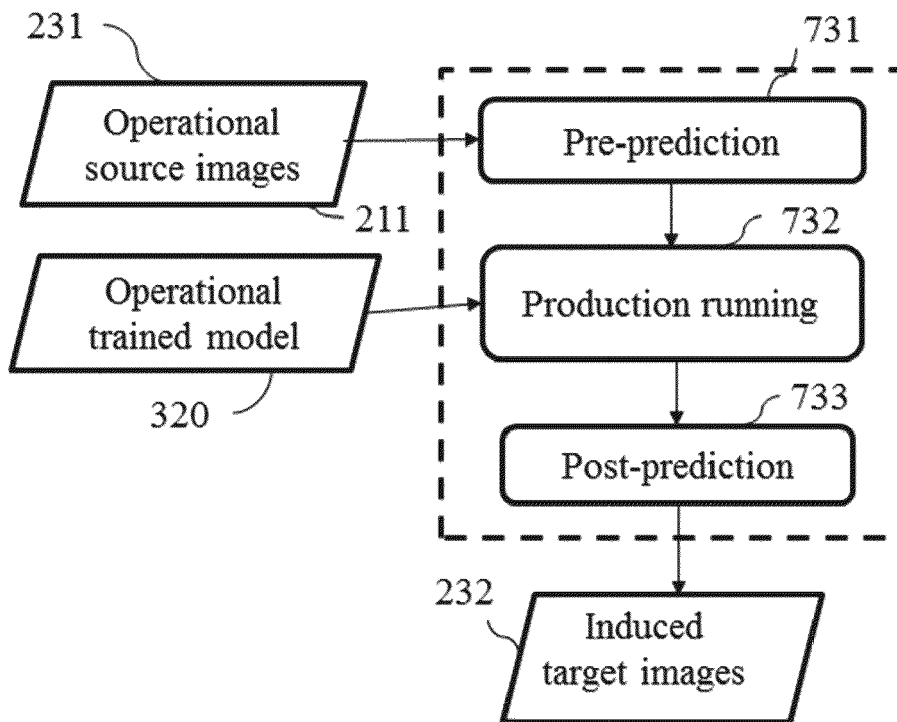 231
731
Operational
source images
Pre-prediction
211
732
Operational
trained model
Production running
320
733
Post-prediction
232
Induced
target images